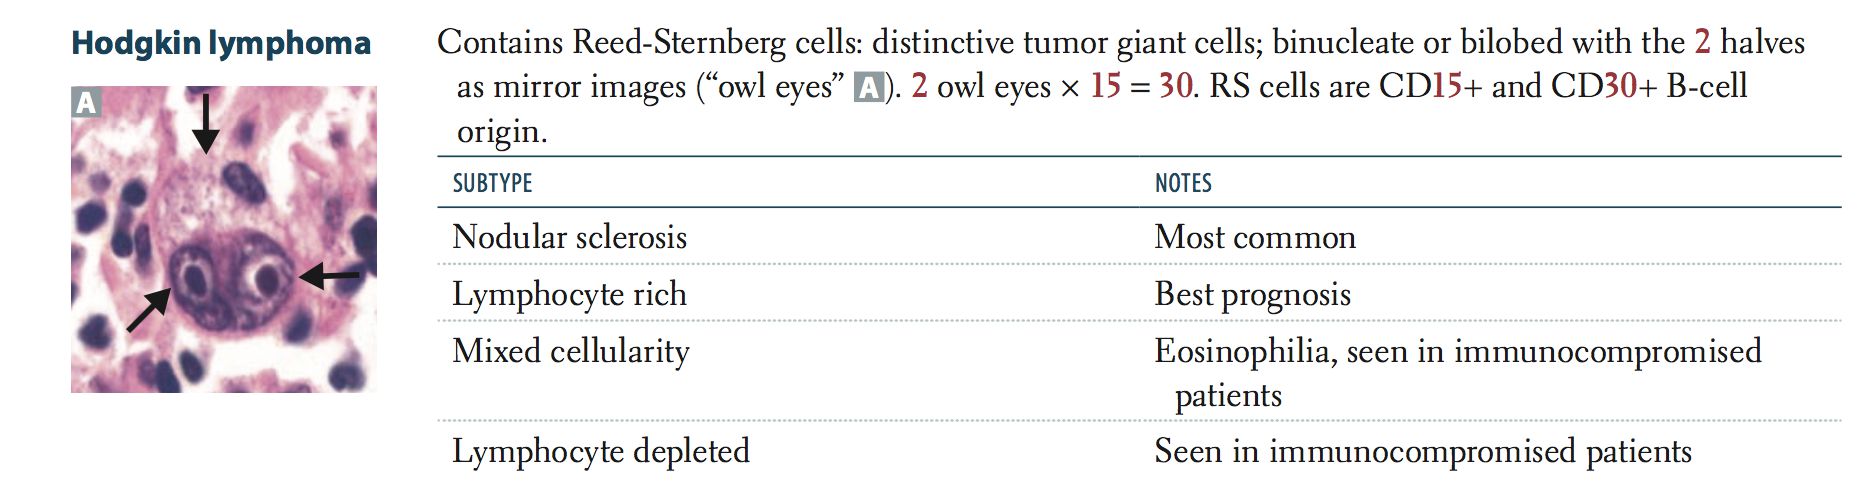 Hodgkin lymphoma
A
Contains Reed-Sternberg cells: distinctive tumor giant cells; binucleate or bilobed with the 2 halves
as mirror images (“owl eyes” A). 2 owl eyes × 15 = 30. RS cells are CD15+ and CD30+ B-cell
origin.
SUBTYPE NOTES
Nodular sclerosis Most common
Lymphocyte rich Best prognosis
Mixed cellularity Eosinophilia, seen in immunocompromised
patients
Lymphocyte depleted Seen in immunocompromised patients